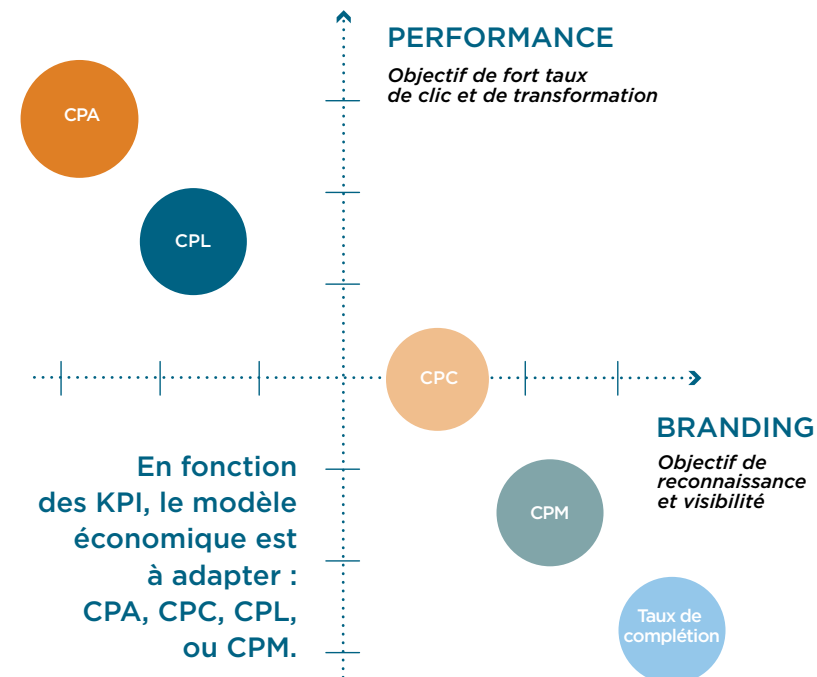 PERFORMANCE
Objectif de fort taux
de clic et de transformation
CPA
CPL
CPC
BRANDING
Objectif de
reconnaissance
et visibilité
En fonction
des KPI, le modèle
économique est
à adapter :
CPA, CPC, CPL,
ou CPM.
CPM
Taux de
complétion